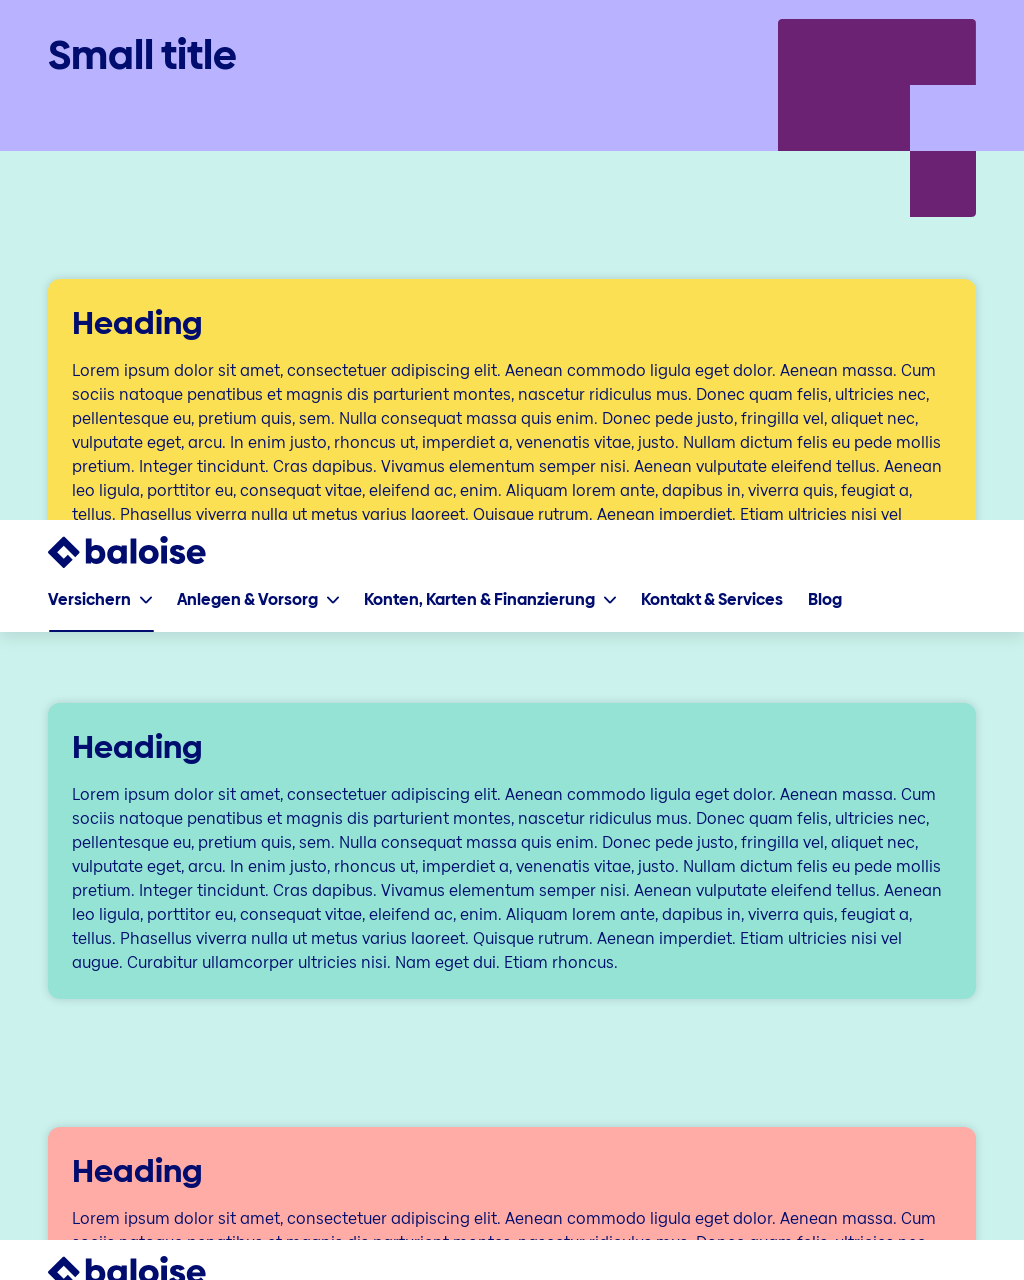 Small title
Heading
Lorem ipsum dolor sit amet, consectetuer adipiscing elit. Aenean commodo ligula eget dolor. Aenean massa. Cum
sociis natoque penatibus et magnis dis parturient montes, nascetur ridiculus mus. Donec quam felis, ultricies nec,
pellentesque eu, pretium quis, sem. Nulla consequat massa quis enim. Donec pede justo, fringilla vel, aliquet nec,
vulputate eget, arcu. In enim justo, rhoncus ut, imperdiet a, venenatis vitae, justo. Nullam dictum felis eu pede mollis
pretium. Integer tincidunt. Cras dapibus. Vivamus elementum semper nisi. Aenean vulputate eleifend tellus. Aenean
leo ligula, porttitor eu, consequat vitae, eleifend ac, enim. Aliquam lorem ante, dapibus in, viverra quis, feugiat a,
tellus. Phasellus viverra nulla ut metus varius laoreet. Quisque rutrum. Aenean imperdiet. Etiam ultricies nisi vel
baloise
Versichern Anlegen & Vorsorg Konten, Karten & Finanzierung Kontakt & Services Blog
Heading
Lorem ipsum dolor sit amet, consectetuer adipiscing elit. Aenean commodo ligula eget dolor. Aenean massa. Cum
sociis natoque penatibus et magnis dis parturient montes, nascetur ridiculus mus. Donec quam felis, ultricies nec,
pellentesque eu, pretium quis, sem. Nulla consequat massa quis enim. Donec pede justo, fringilla vel, aliquet nec,
vulputate eget, arcu. In enim justo, rhoncus ut, imperdiet a, venenatis vitae, justo. Nullam dictum felis eu pede mollis
pretium. Integer tincidunt. Cras dapibus. Vivamus elementum semper nisi. Aenean vulputate eleifend tellus. Aenean
leo ligula, porttitor eu, consequat vitae, eleifend ac, enim. Aliquam lorem ante, dapibus in, viverra quis, feugiat a,
tellus. Phasellus viverra nulla ut metus varius laoreet. Quisque rutrum. Aenean imperdiet. Etiam ultricies nisi vel
augue. Curabitur ullamcorper ultricies nisi. Nam eget dui. Etiam rhoncus.
Heading
Lorem ipsum dolor sit amet, consectetuer adipiscing elit. Aenean commodo ligula eget dolor. Aenean massa. Cum
baloise